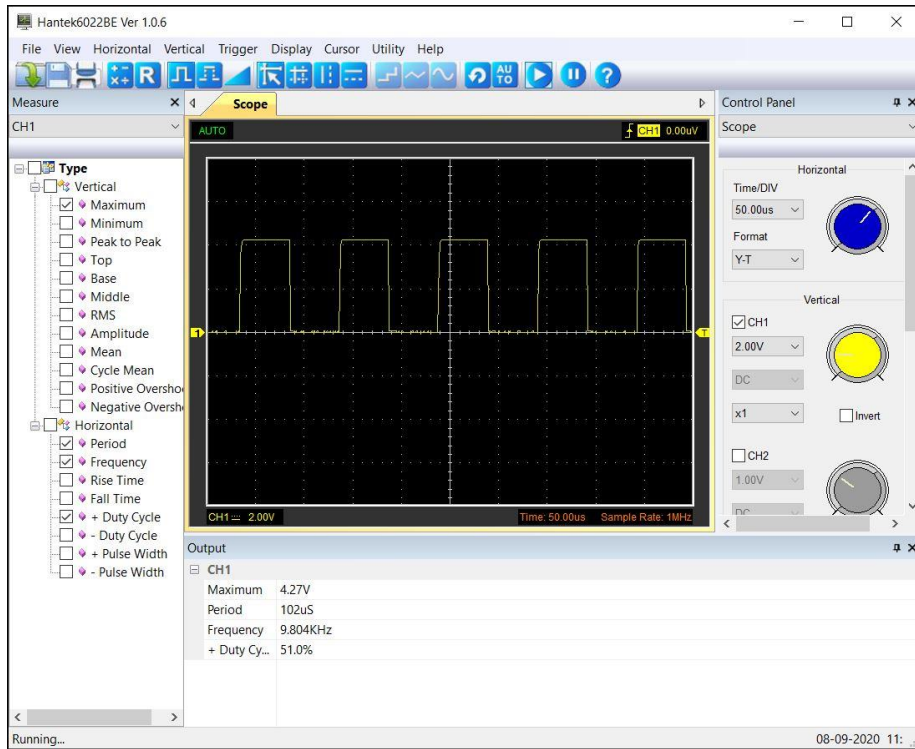 Hantek6022BE Ver 1.0.6
File View Horizontal Vertical Trigger Display Cursor Utility Help
R
AU
TO
?
Measure
CH1
Type
Vertical
Maximum
Minimum
Peak to Peak
Top
Base
Middle
RMS
Amplitude
Mean
Cycle Mean
Positive Oversho
Negative Oversh
Horizontal
Period
Frequency
Rise Time
Fall Time
+ Duty Cycle
- Duty Cycle
+ Pulse Width
- Pulse Width
Scope
AUTO
CH1 0.00uV
1
T
CH1 2.00V
Time: 50.00us Sample Rate: 1MHz
Control Panel
Scope
Horizontal
Time/DIV
50.00us
Format
Y-T
Vertical
CH1
2.00V
DC
x1
Invert
CH2
1.00V
DC
Output
CH1
Maximum 4.27V
Period 102uS
Frequency 9.804KHz
+ Duty Cy... 51.0%
Running...
08-09-2020 11: